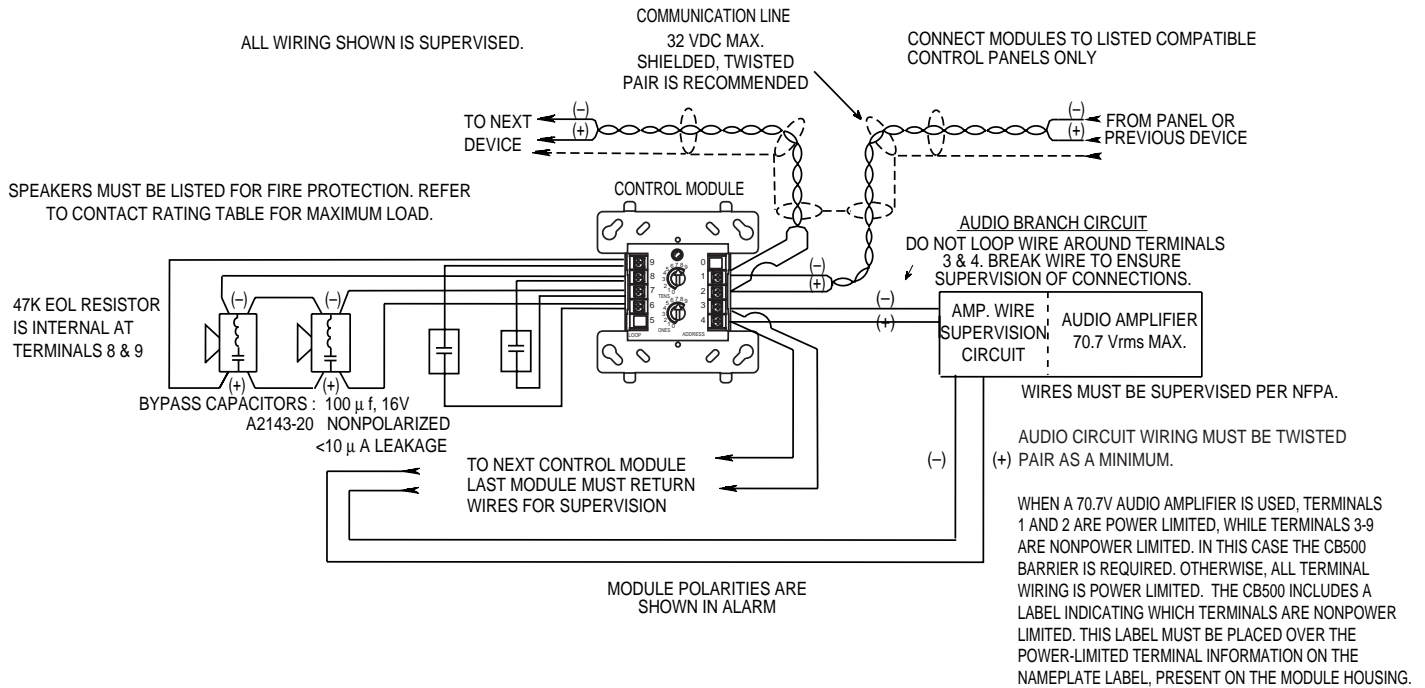 COMMUNICATION LINE
32 VDC MAX.
SHIELDED, TWISTED
PAIR IS RECOMMENDED
ALL WIRING SHOWN IS SUPERVISED.
CONNECT MODULES TO LISTED COMPATIBLE
CONTROL PANELS ONLY
(–)
(+)
TO NEXT
DEVICE
(–)
(+)
FROM PANEL OR
PREVIOUS DEVICE
SPEAKERS MUST BE LISTED FOR FIRE PROTECTION. REFER
TO CONTACT RATING TABLE FOR MAXIMUM LOAD.
CONTROL MODULE
AUDIO BRANCH CIRCUIT
DO NOT LOOP WIRE AROUND TERMINALS
3 & 4. BREAK WIRE TO ENSURE
SUPERVISION OF CONNECTIONS.
(–)
(+)
(–)
(+)
9
8
7
6
5
LOOP
TENS
ONES
ADDRESS
0
1
2
3
4
47K EOL RESISTOR
IS INTERNAL AT
TERMINALS 8 & 9
(–)
(–)
(+)
(+)
AMP. WIRE
SUPERVISION
CIRCUIT
AUDIO AMPLIFIER
70.7 Vrms MAX.
BYPASS CAPACITORS : 100 µ f, 16V
A2143-20 NONPOLARIZED
<10 µ A LEAKAGE
WIRES MUST BE SUPERVISED PER NFPA.
AUDIO CIRCUIT WIRING MUST BE TWISTED
PAIR AS A MINIMUM.
(–)
(+)
TO NEXT CONTROL MODULE
LAST MODULE MUST RETURN
WIRES FOR SUPERVISION
WHEN A 70.7V AUDIO AMPLIFIER IS USED, TERMINALS
1 AND 2 ARE POWER LIMITED, WHILE TERMINALS 3-9
ARE NONPOWER LIMITED. IN THIS CASE THE CB500
BARRIER IS REQUIRED. OTHERWISE, ALL TERMINAL
WIRING IS POWER LIMITED. THE CB500 INCLUDES A
LABEL INDICATING WHICH TERMINALS ARE NONPOWER
LIMITED. THIS LABEL MUST BE PLACED OVER THE
POWER-LIMITED TERMINAL INFORMATION ON THE
NAMEPLATE LABEL, PRESENT ON THE MODULE HOUSING.
MODULE POLARITIES ARE
SHOWN IN ALARM